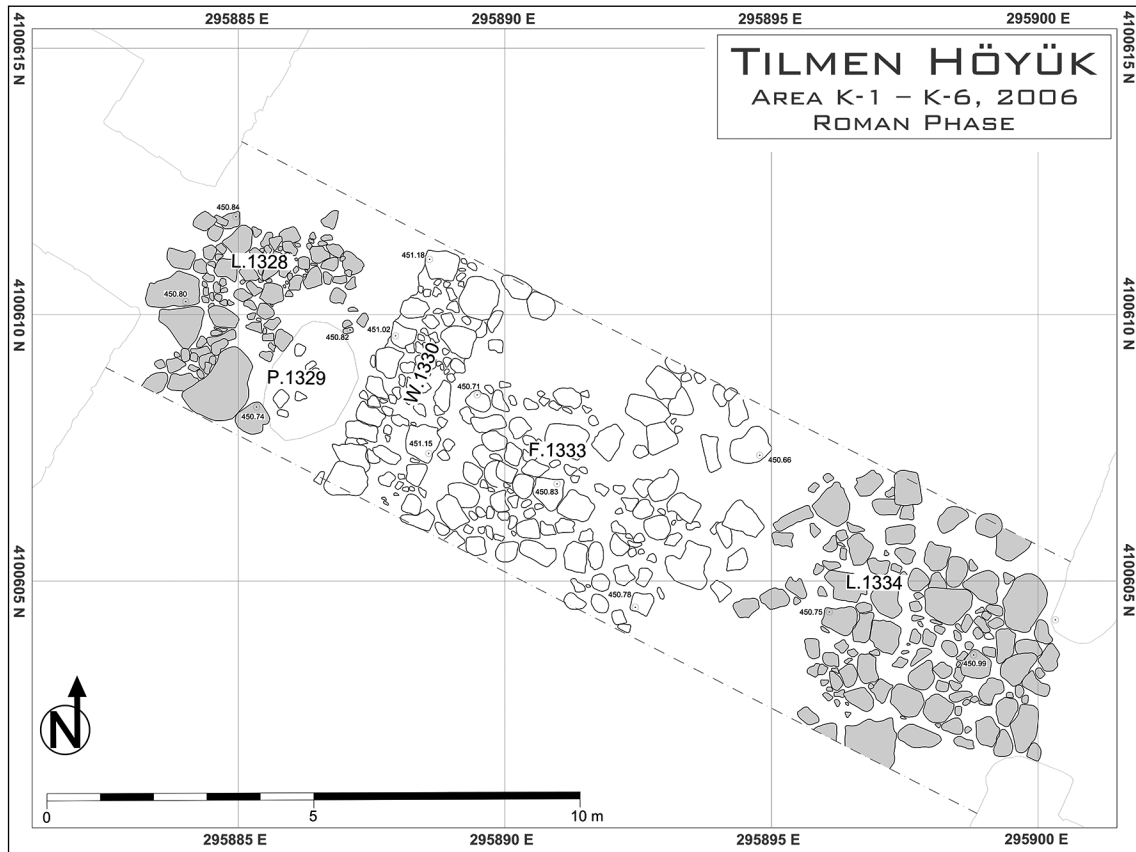 295885 E
295890 E
295895 E
295900 E
4100615 N
4100615 N
TILMEN HÖYÜK
AREA K-1 – K-6, 2006
ROMAN PHASE
450.84
L.1328
451.18
450.80
4100610 N
4100610 N
450.82
451.02
W.1330
P.1329
450.71
450.74
451.15
F.1333
450.66
450.83
4100605 N
4100605 N
L.1334
450.78
450.75
450.99
N
0
5
10 m
295885 E
295890 E
295895 E
295900 E